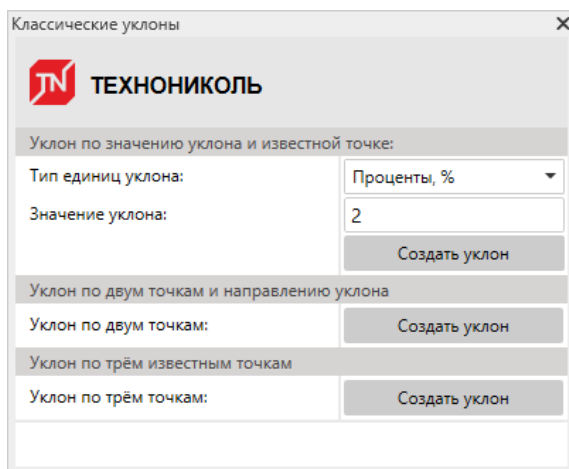 Классические уклоны
TN ТЕХНОНИКОЛЬ
Уклон по значению уклона и известной точке:
Тип единиц уклона: Проценты, %
Значение уклона: 2
Создать уклон
Уклон по двум точкам и направлению уклона
Уклон по двум точкам: Создать уклон
Уклон по трём известным точкам
Уклон по трём точкам: Создать уклон